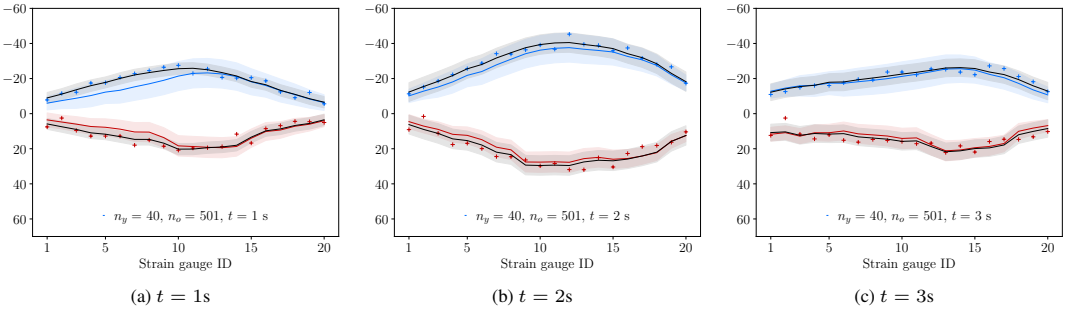 −60
−40
−20
0
20
40
60
1 5 10 15 20
Strain gauge ID
n_y = 40, n_o = 501, t = 1 s
(a) t = 1s
−60
−40
−20
0
20
40
60
1 5 10 15 20
Strain gauge ID
n_y = 40, n_o = 501, t = 2 s
(b) t = 2s
−60
−40
−20
0
20
40
60
1 5 10 15 20
Strain gauge ID
n_y = 40, n_o = 501, t = 3 s
(c) t = 3s